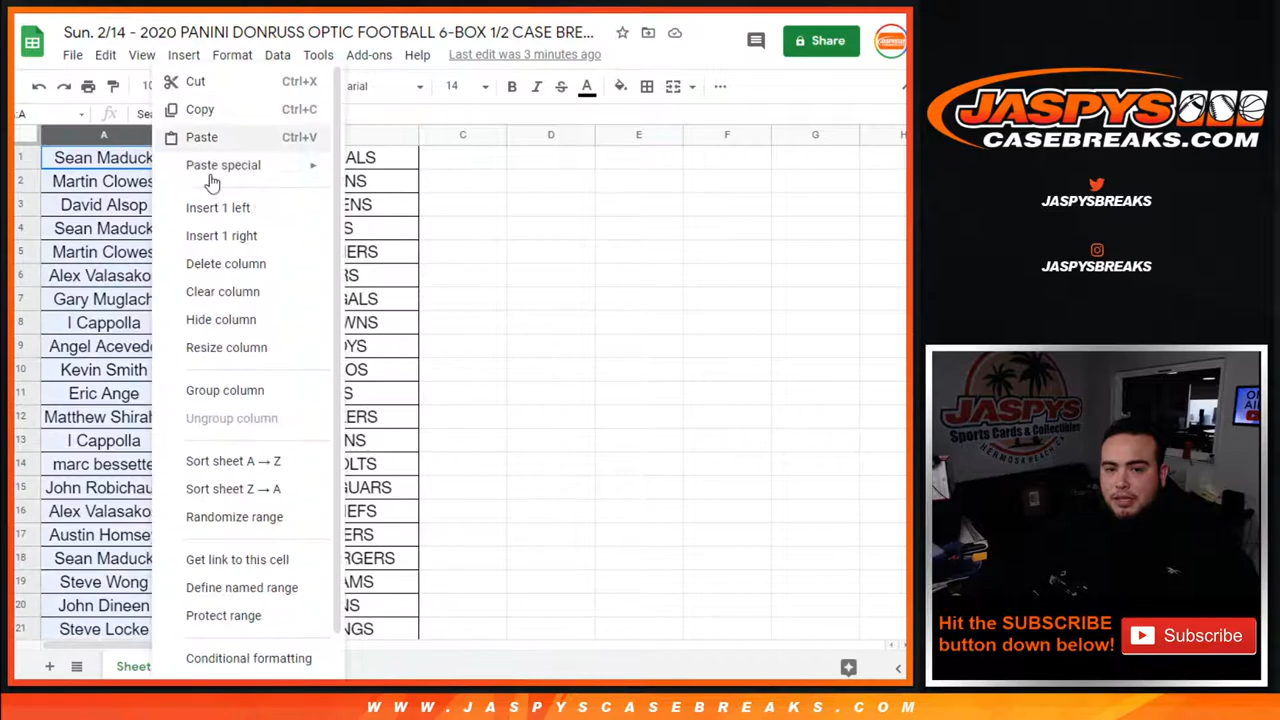 Sun. 2/14 - 2020 PANINI DONRUSS OPTIC FOOTBALL 6-BOX 1/2 CASE BRE...
Share
File Edit View Insert Format Data Tools Add-ons Help Last edit was 3 minutes ago
10
arial 14 B I S A
:A fx Sea
A C D E F G H
1 Sean Maduck ALS
2 Martin Clowes NS
3 David Alsop ENS
4 Sean Maduck S
5 Martin Clowes ERS
6 Alex Valasako RS
7 Gary Muglach GALS
8 I Cappolla WNS
9 Angel Aceved OYS
10 Kevin Smith OS
11 Eric Ange S
12 Matthew Shirah ERS
13 I Cappolla NS
14 marc bessette OLTS
15 John Robichau GUARS
16 Alex Valasako EFS
17 Austin Homse ERS
18 Sean Maduck RGERS
19 Steve Wong AMS
20 John Dineen NS
21 Steve Locke NGS
Cut Ctrl+X
Copy Ctrl+C
Paste Ctrl+V
Paste special
Insert 1 left
Insert 1 right
Delete column
Clear column
Hide column
Resize column
Group column
Ungroup column
Sort sheet A → Z
Sort sheet Z → A
Randomize range
Get link to this cell
Define named range
Protect range
Conditional formatting
Sheet
JASPYS
CASEBREAKS.COM
JASPYSBREAKS
JASPYSBREAKS
JASPYS
Sports Cards & Collectibles
HERMOSA BEACH
Hit the SUBSCRIBE
button down below!
Subscribe
WWW.JASPYSCASEBREAKS.COM